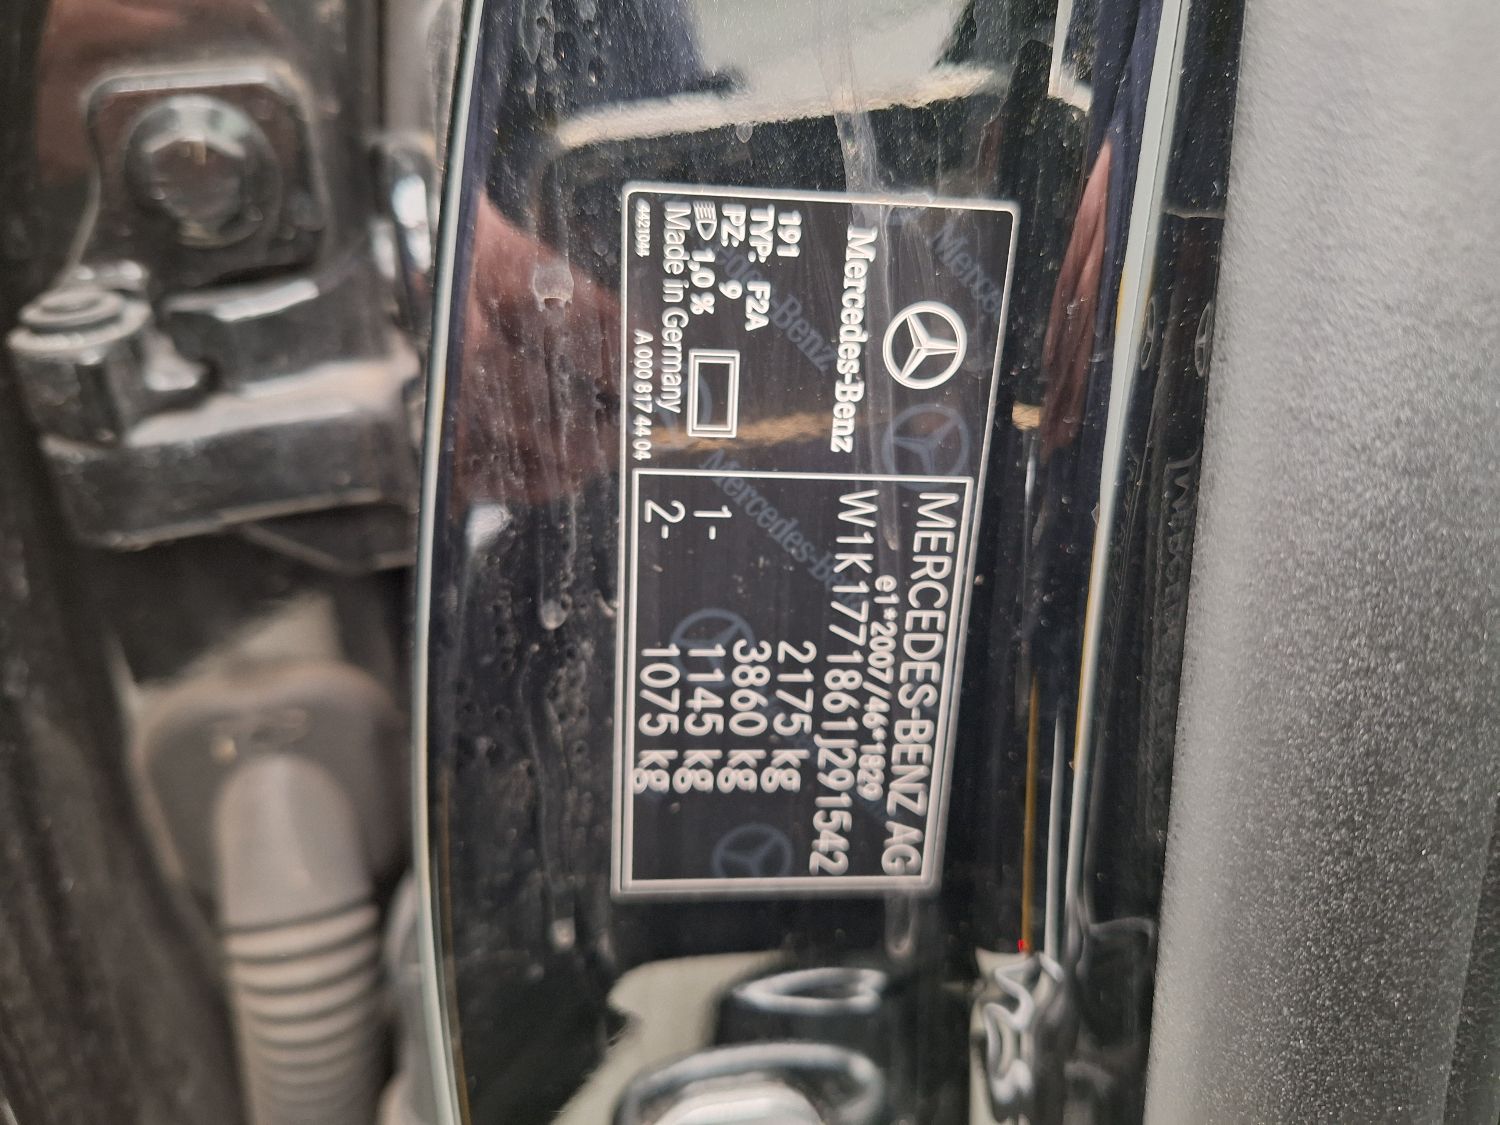 Mercedes-Benz
191
TYP: F2A
PZ: 9
1,0 %
Made in Germany
A 000 817 44 04
MERCEDES-BENZ AG
e1*2007/46*1829
W1K1771861J291542
2175 kg
3860 kg
1- 1145 kg
2- 1075 kg